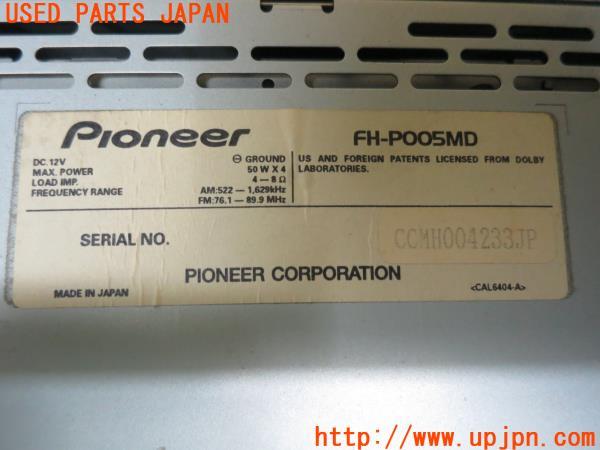 USED PARTS JAPAN
Pioneer
FH-P005MD
DC.12V ⊖ GROUND
MAX. POWER 50 W X 4
LOAD IMP. 4 — 8 Ω
FREQUENCY RANGE AM:522 — 1,629kHz
FM:76.1 — 89.9 MHz
US AND FOREIGN PATENTS LICENSED FROM DOLBY
LABORATORIES.
SERIAL NO. CCMH004233JP
PIONEER CORPORATION
MADE IN JAPAN
<CAL6404-A>
http://www.upjpn.com/